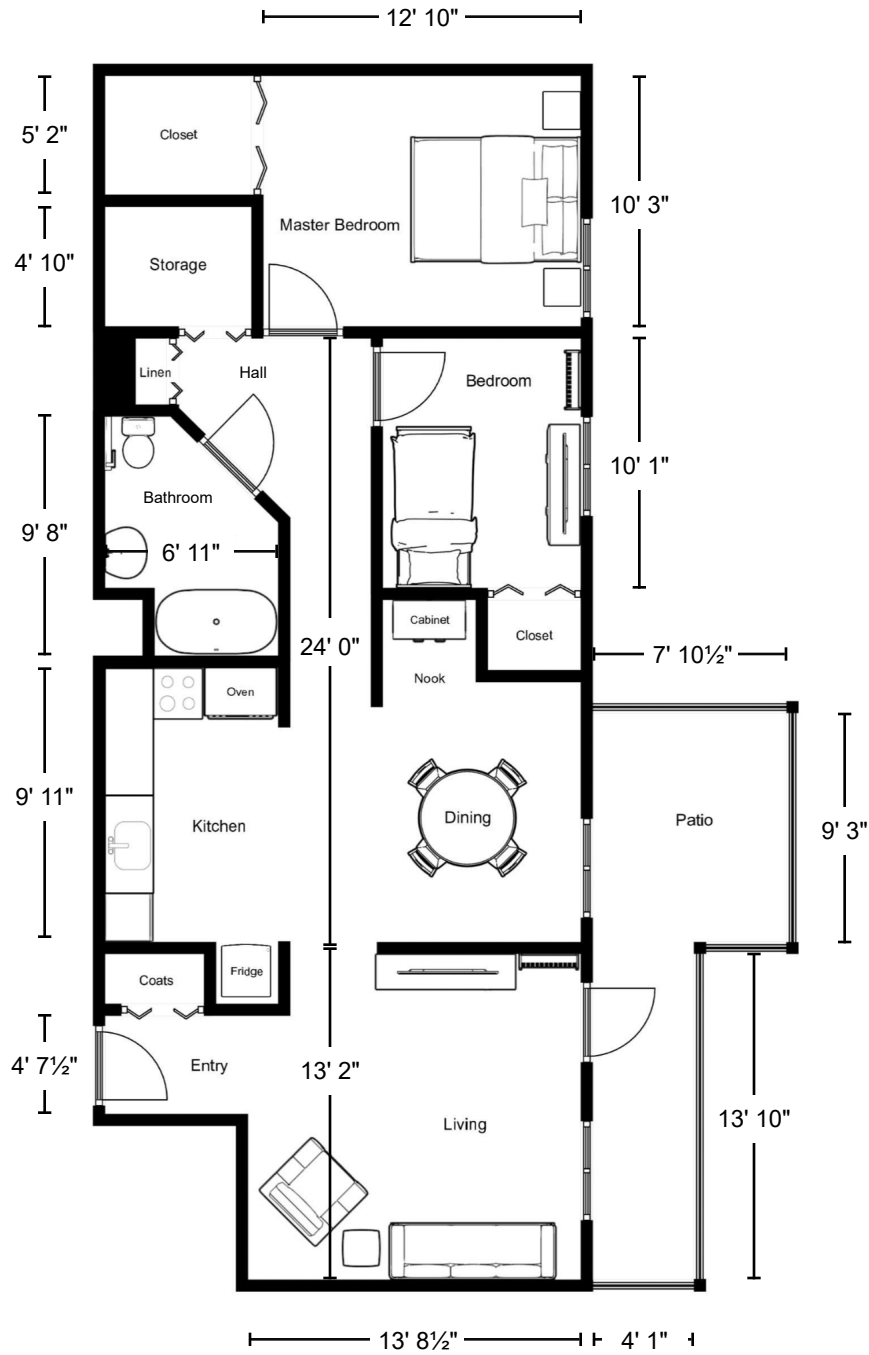 12' 10"
5' 2"
Closet
10' 3"
Master Bedroom
4' 10"
Storage
Linen
Hall
Bedroom
10' 1"
Bathroom
9' 8"
6' 11"
Cabinet
Closet
24' 0"
7' 10½"
Nook
Oven
9' 11"
Kitchen
Dining
Patio
9' 3"
Coats
Fridge
4' 7½"
Entry
13' 2"
Living
13' 10"
13' 8½"
4' 1"